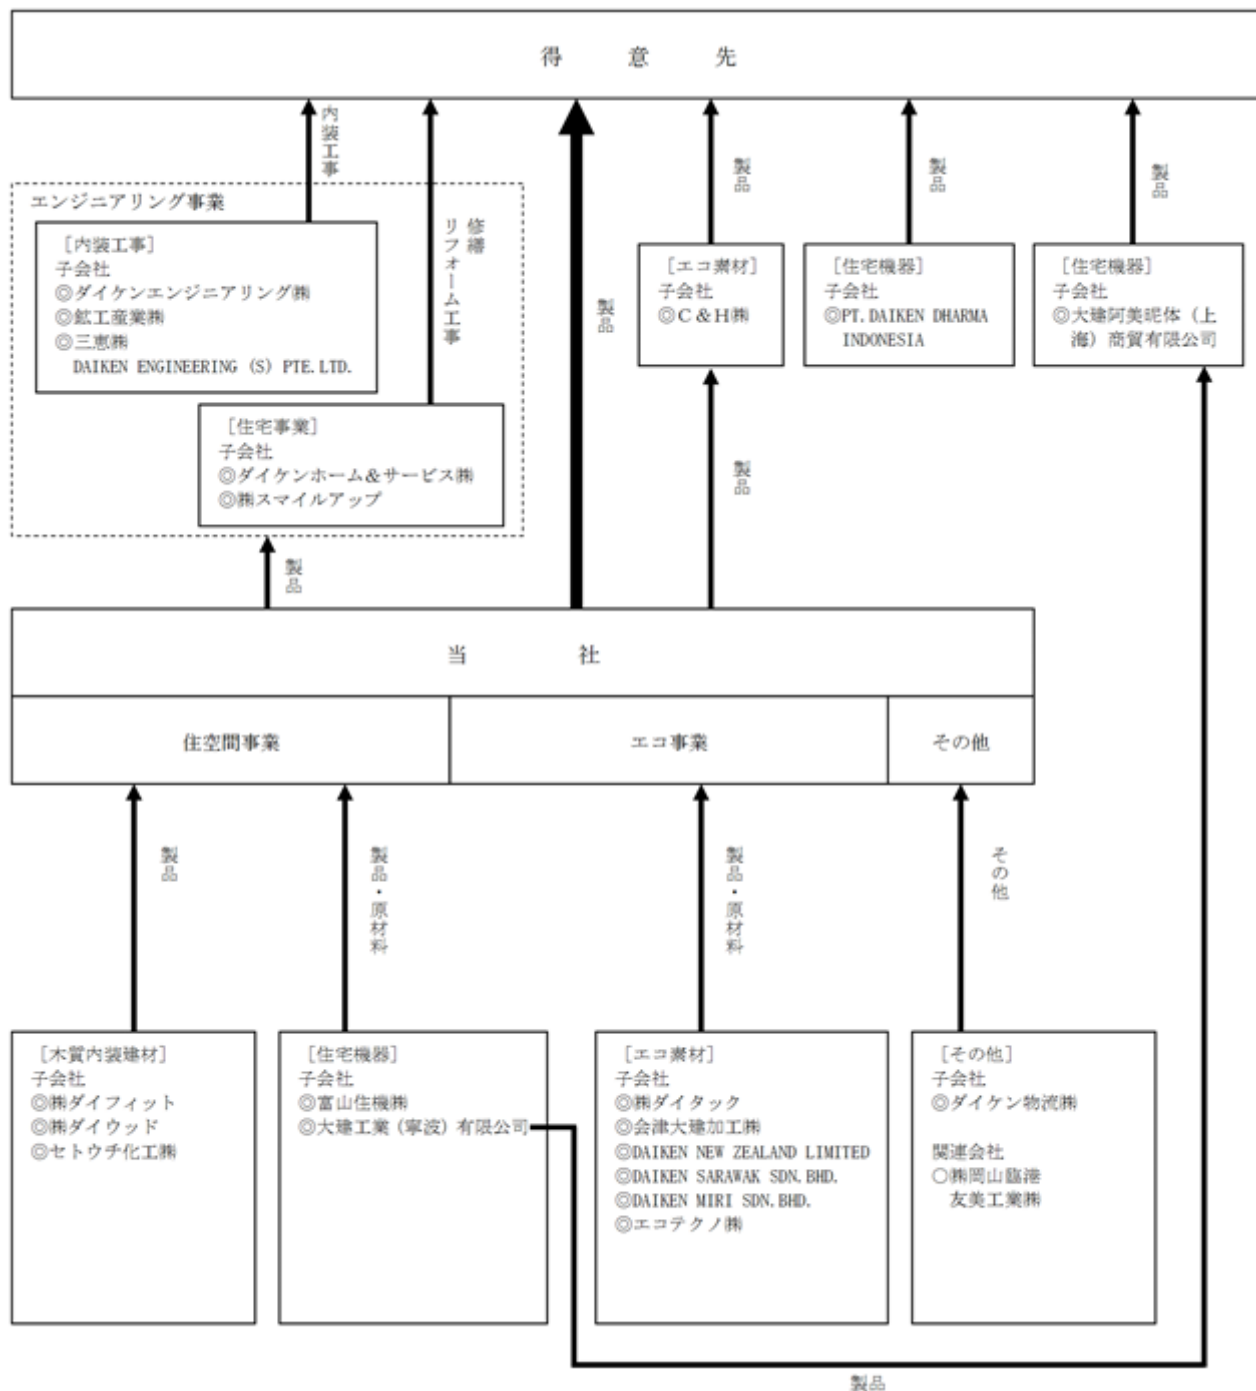 得意先
内装工事
製品
製品
製品
エンジニアリング事業
[内装工事]
子会社
◎ダイケンエンジニアリング㈱
◎鉱工産業㈱
◎三恵㈱
DAIKEN ENGINEERING (S) PTE.LTD.
修繕
リフォーム工事
製品
[エコ素材]
子会社
◎C&H㈱
[住宅機器]
子会社
◎PT.DAIKEN DHARMA
INDONESIA
[住宅機器]
子会社
◎大建阿美昵体（上
海）商貿有限公司
[住宅事業]
子会社
◎ダイケンホーム&サービス㈱
◎㈱スマイルアップ
製品
製品
当社
住空間事業
エコ事業
その他
製品
製品・原材料
製品・原材料
その他
[木質内装建材]
子会社
◎㈱ダイフィット
◎㈱ダイウッド
◎セトウチ化工㈱
[住宅機器]
子会社
◎富山住機㈱
◎大建工業（寧波）有限公司
[エコ素材]
子会社
◎㈱ダイタック
◎会津大建加工㈱
◎DAIKEN NEW ZEALAND LIMITED
◎DAIKEN SARAWAK SDN.BHD.
◎DAIKEN MIRI SDN.BHD.
◎エコテクノ㈱
[その他]
子会社
◎ダイケン物流㈱
関連会社
○㈱岡山臨港
友美工業㈱
製品